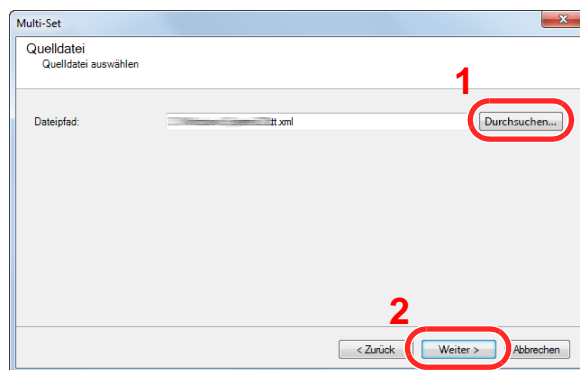 Multi-Set
Quelldatei
Quelldatei auswählen
1
Dateipfad:
tt.xml
Durchsuchen...
2
< Zurück
Weiter >
Abbrechen